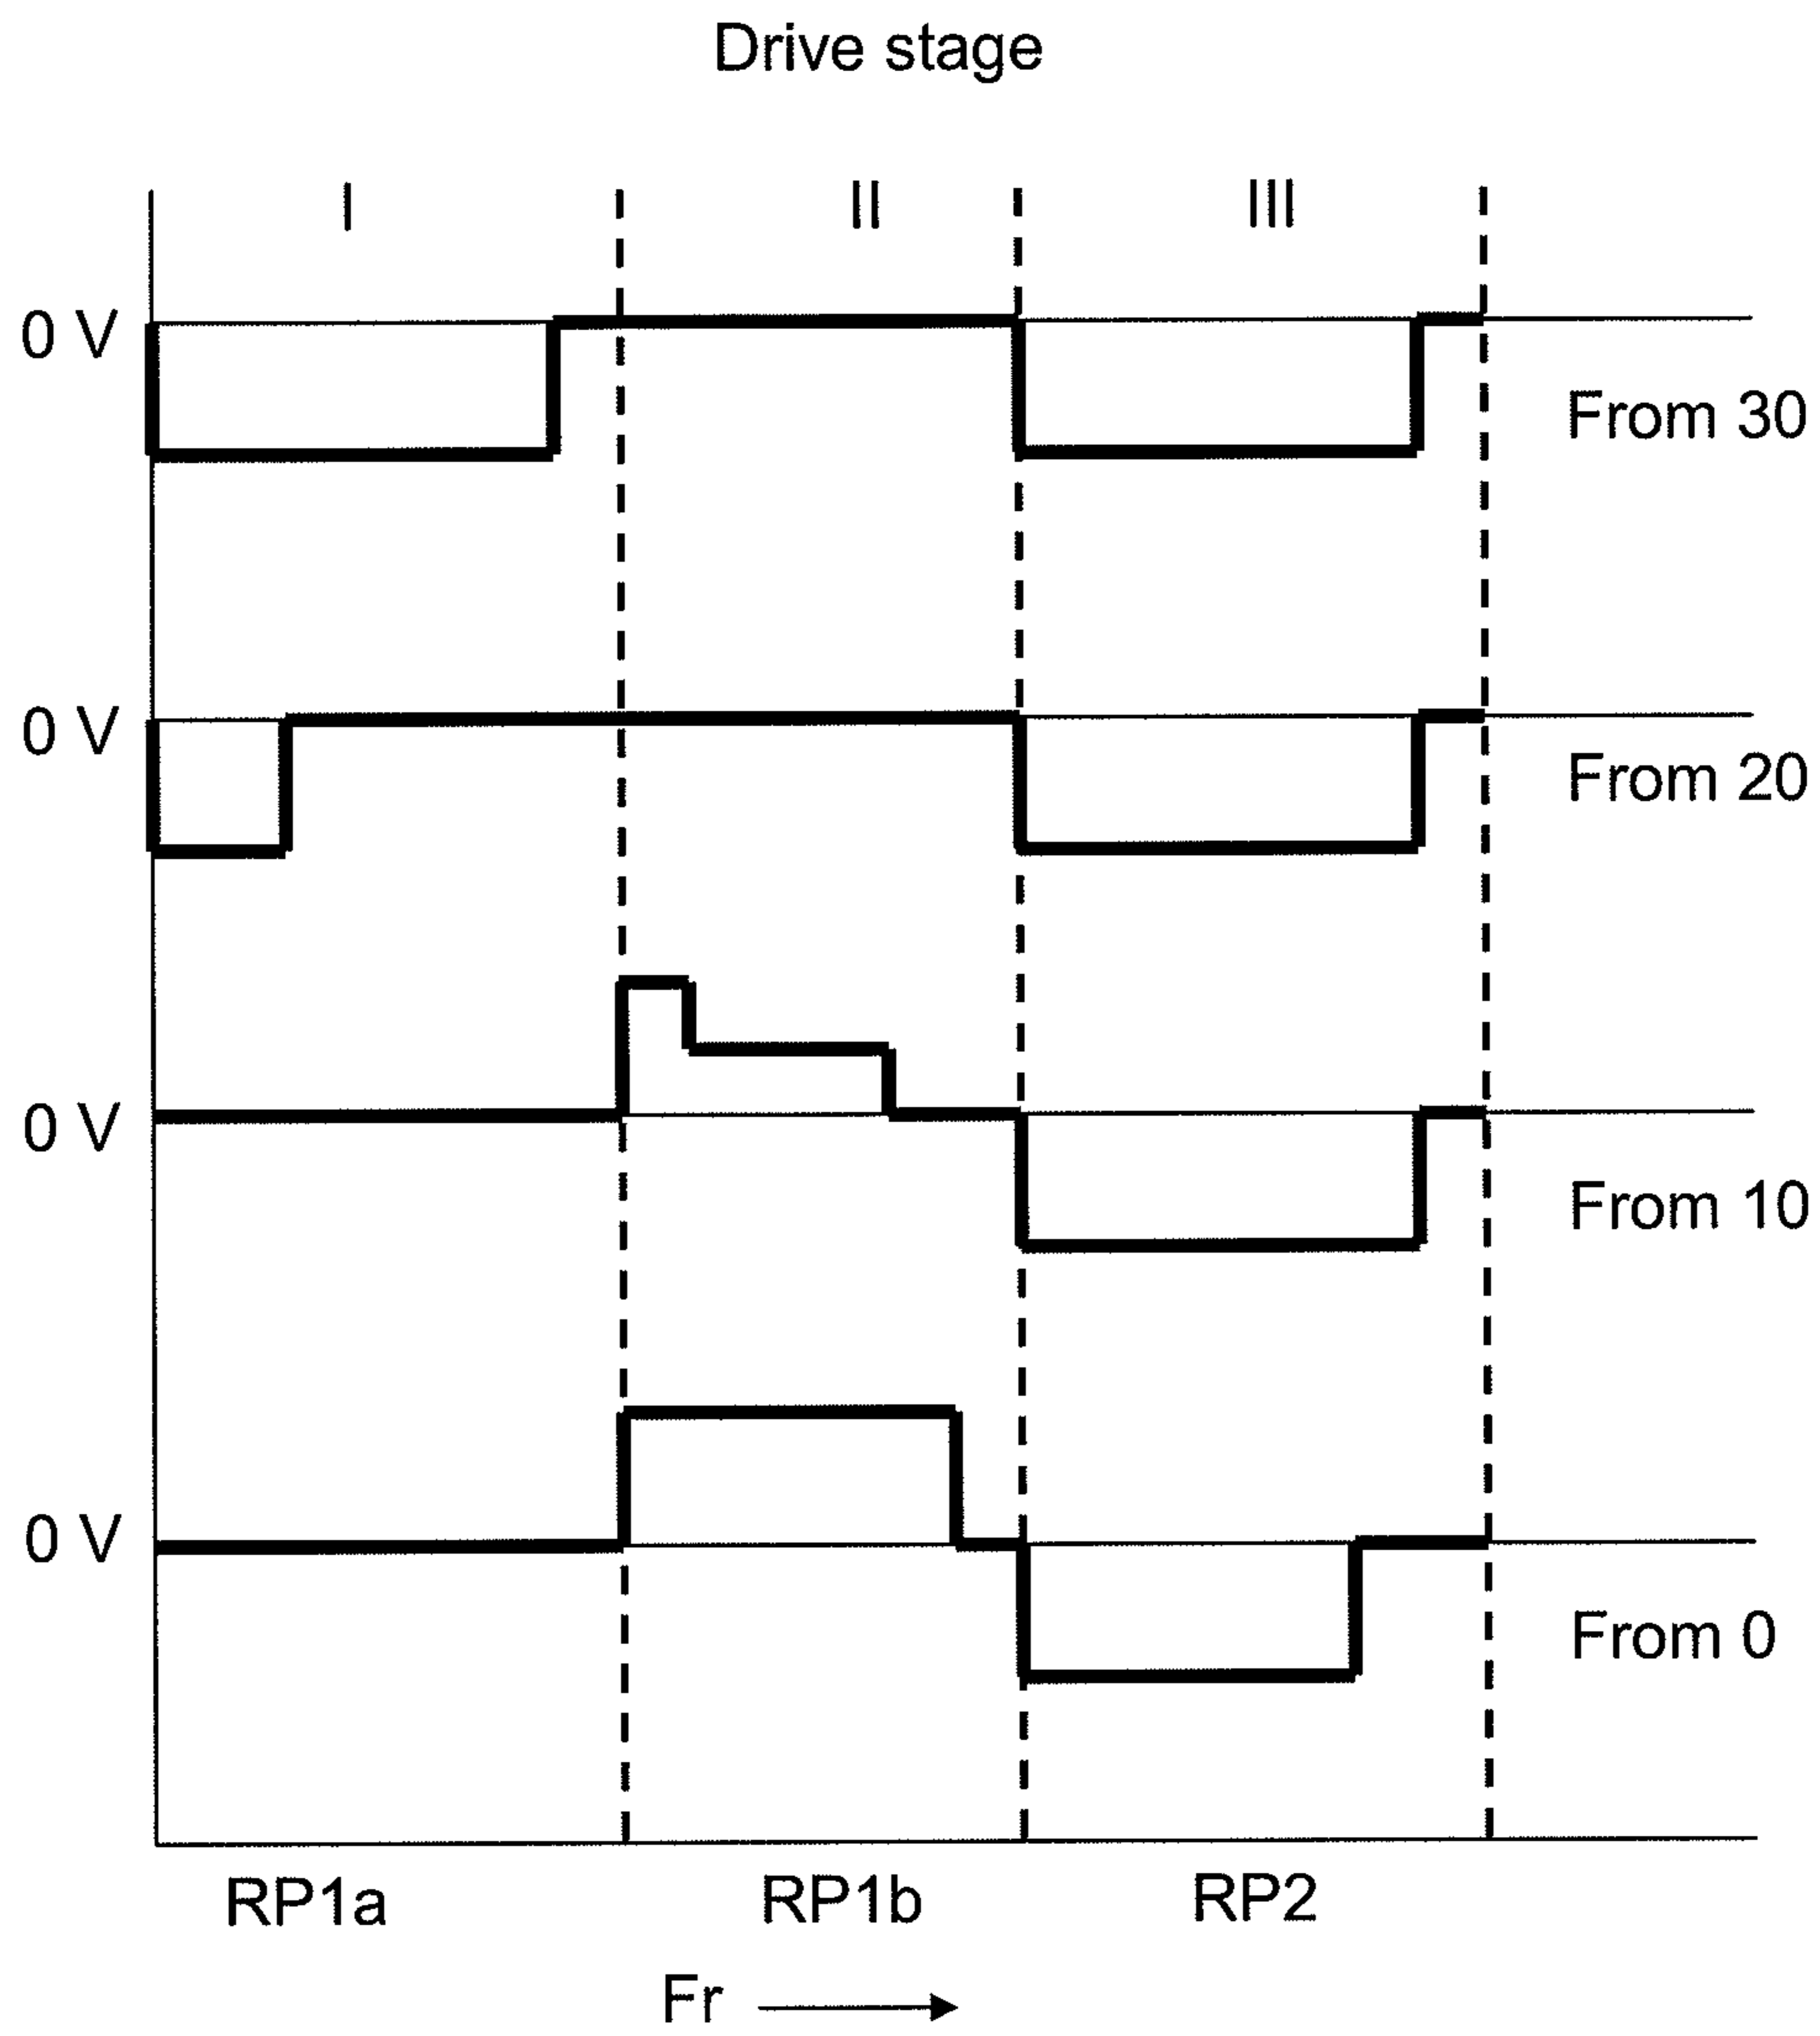 Drive stage
I II III
0 V
From 30
0 V
From 20
0 V
From 10
0 V
From 0
RP1a RP1b RP2
Fr